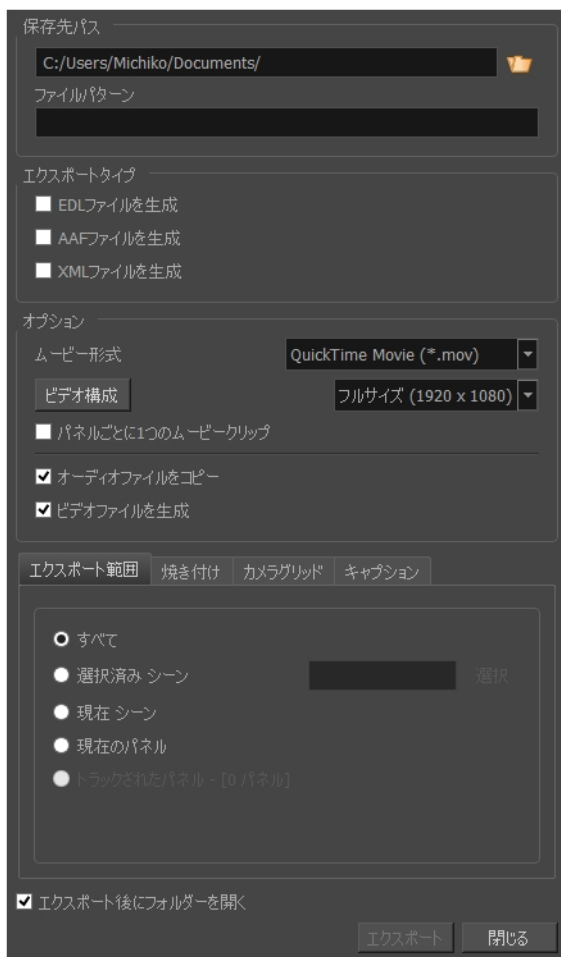 保存先パス
C:/Users/Michiko/Documents/
ファイルパターン
エクスポートタイプ
EDLファイルを生成
AAFファイルを生成
XMLファイルを生成
オプション
ムービー形式
QuickTime Movie (*.mov)
ビデオ構成
フルサイズ (1920 x 1080)
パネルごとに1つのムービークリップ
オーディオファイルをコピー
ビデオファイルを生成
エクスポート範囲 焼き付け カメラグリッド キャプション
すべて
選択済み シーン 選択
現在 シーン
現在のパネル
トラックされたパネル - [0 パネル]
エクスポート後にフォルダーを開く
エクスポート 閉じる